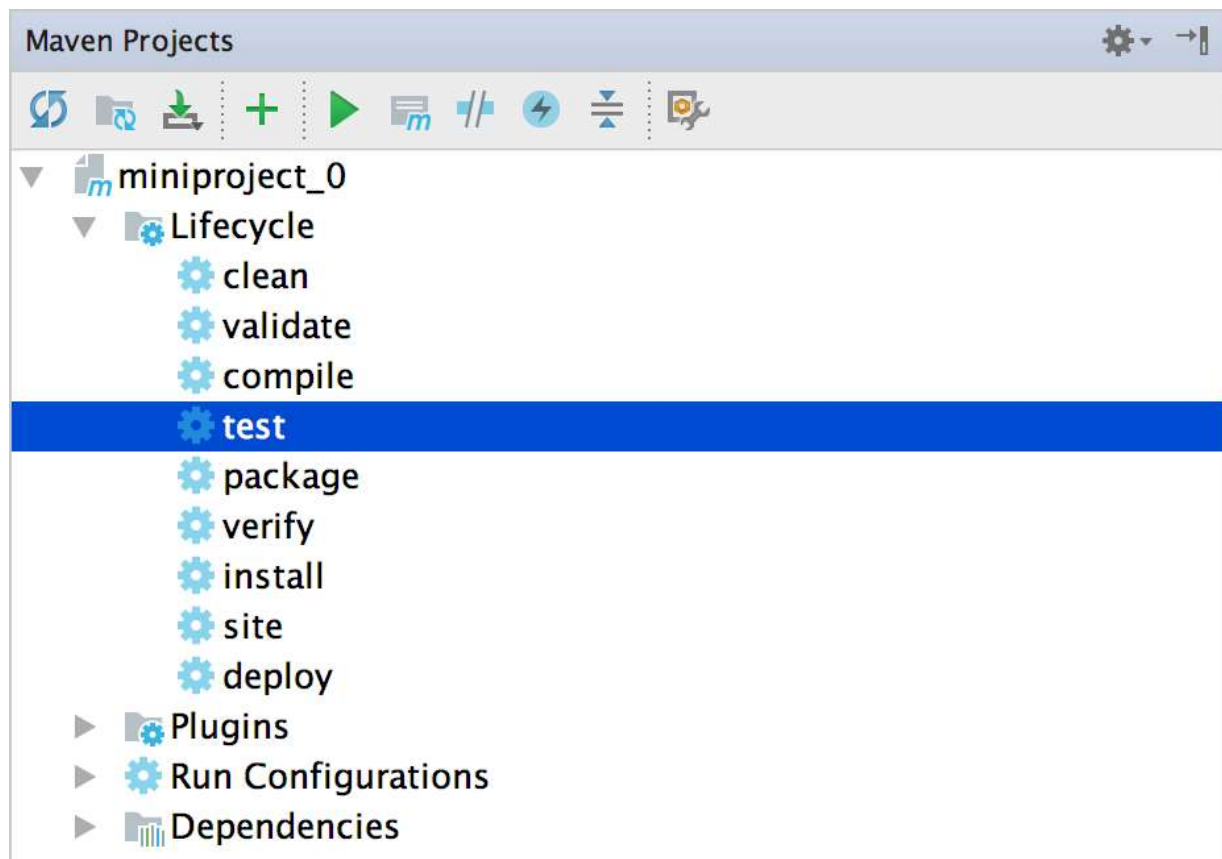 Maven Projects
miniproject_0
Lifecycle
clean
validate
compile
test
package
verify
install
site
deploy
Plugins
Run Configurations
Dependencies